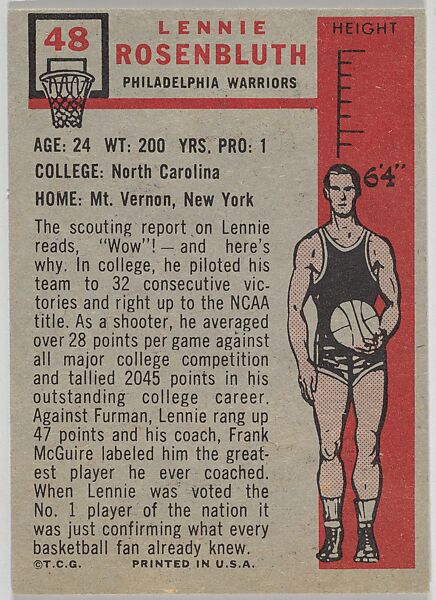 48
LENNIE
ROSENBLUTH
PHILADELPHIA WARRIORS
HEIGHT
6'4"
AGE: 24 WT: 200 YRS. PRO: 1
COLLEGE: North Carolina
HOME: Mt. Vernon, New York
The scouting report on Lennie
reads, "Wow"! — and here's
why. In college, he piloted his
team to 32 consecutive vic-
tories and right up to the NCAA
title. As a shooter, he averaged
over 28 points per game against
all major college competition
and tallied 2045 points in his
outstanding college career.
Against Furman, Lennie rang up
47 points and his coach, Frank
McGuire labeled him the great-
est player he ever coached.
When Lennie was voted the
No. 1 player of the nation it
was just confirming what every
basketball fan already knew.
©T.C.G. PRINTED IN U.S.A.